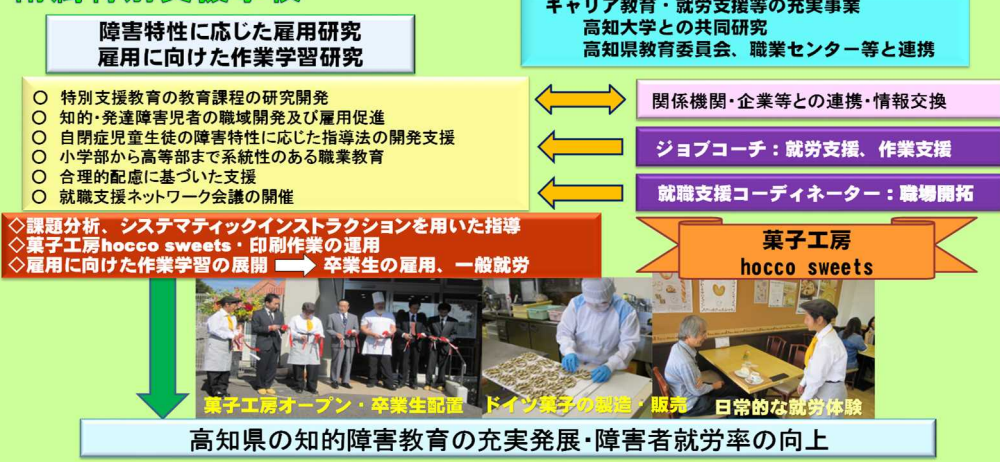 障害特性に応じた雇用研究
雇用に向けた作業学習研究
キャリア教育・就労支援等の充実事業
高知大学との共同研究
高知県教育委員会、職業センター等と連携
○ 特別支援教育の教育課程の研究開発
○ 知的・発達障害児者の職域開発及び雇用促進
○ 自閉症児童生徒の障害特性に応じた指導法の開発支援
○ 小学部から高等部まで系統性のある職業教育
○ 合理的配慮に基づいた支援
○ 就職支援ネットワーク会議の開催
関係機関・企業等との連携・情報交換
ジョブコーチ：就労支援、作業支援
就職支援コーディネーター：職場開拓
◇課題分析、システマティックインストラクションを用いた指導
◇菓子工房hocco sweets・印刷作業の運用
◇雇用に向けた作業学習の展開 ➡ 卒業生の雇用、一般就労
菓子工房
hocco sweets
菓子工房オープン・卒業生配置
ドイツ菓子の製造・販売
日常的な就労体験
高知県の知的障害教育の充実発展・障害者就労率の向上